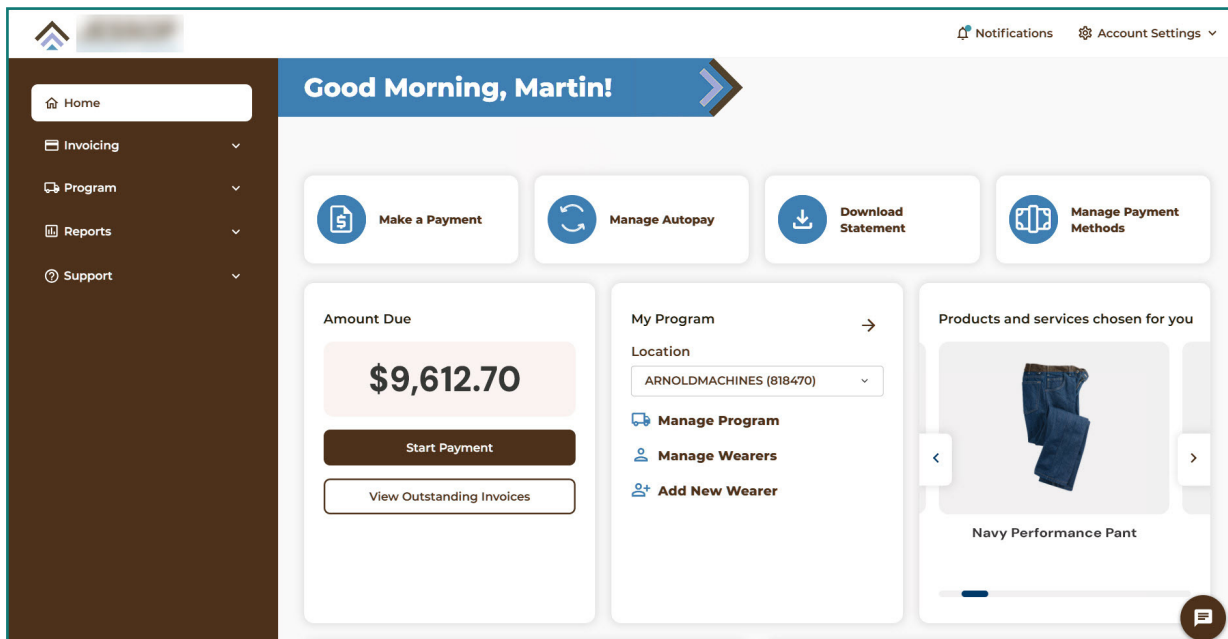 Notifications
Account Settings
Good Morning, Martin!
Home
Invoicing
Program
Reports
Support
Make a Payment
Manage Autopay
Download
Statement
Manage Payment
Methods
Amount Due
$9,612.70
Start Payment
View Outstanding Invoices
My Program
Location
ARNOLDMACHINES (818470)
Manage Program
Manage Wearers
Add New Wearer
Products and services chosen for you
Navy Performance Pant